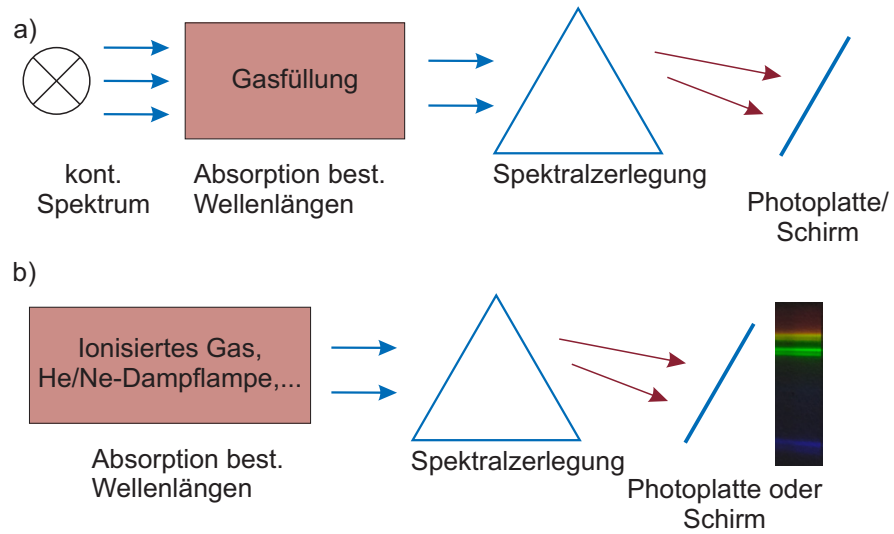 a)
Gasfüllung
kont.
Spektrum
Absorption best.
Wellenlängen
Spektralzerlegung
Photoplatte/
Schirm
b)
Ionisiertes Gas,
He/Ne-Dampflampe,...
Absorption best.
Wellenlängen
Spektralzerlegung
Photoplatte oder
Schirm